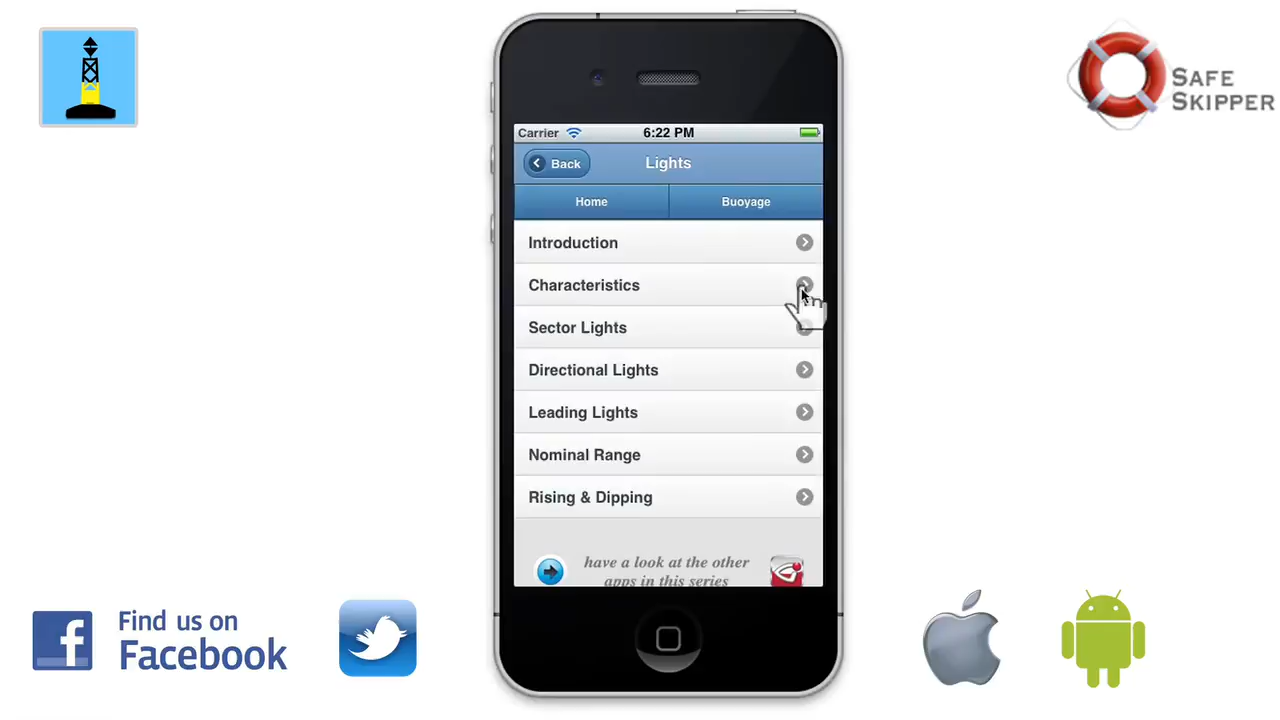 SAFE
SKIPPER
Carrier
6:22 PM
Back
Lights
Home
Buoyage
Introduction
Characteristics
Sector Lights
Directional Lights
Leading Lights
Nominal Range
Rising & Dipping
have a look at the other
apps in this series
Find us on
Facebook